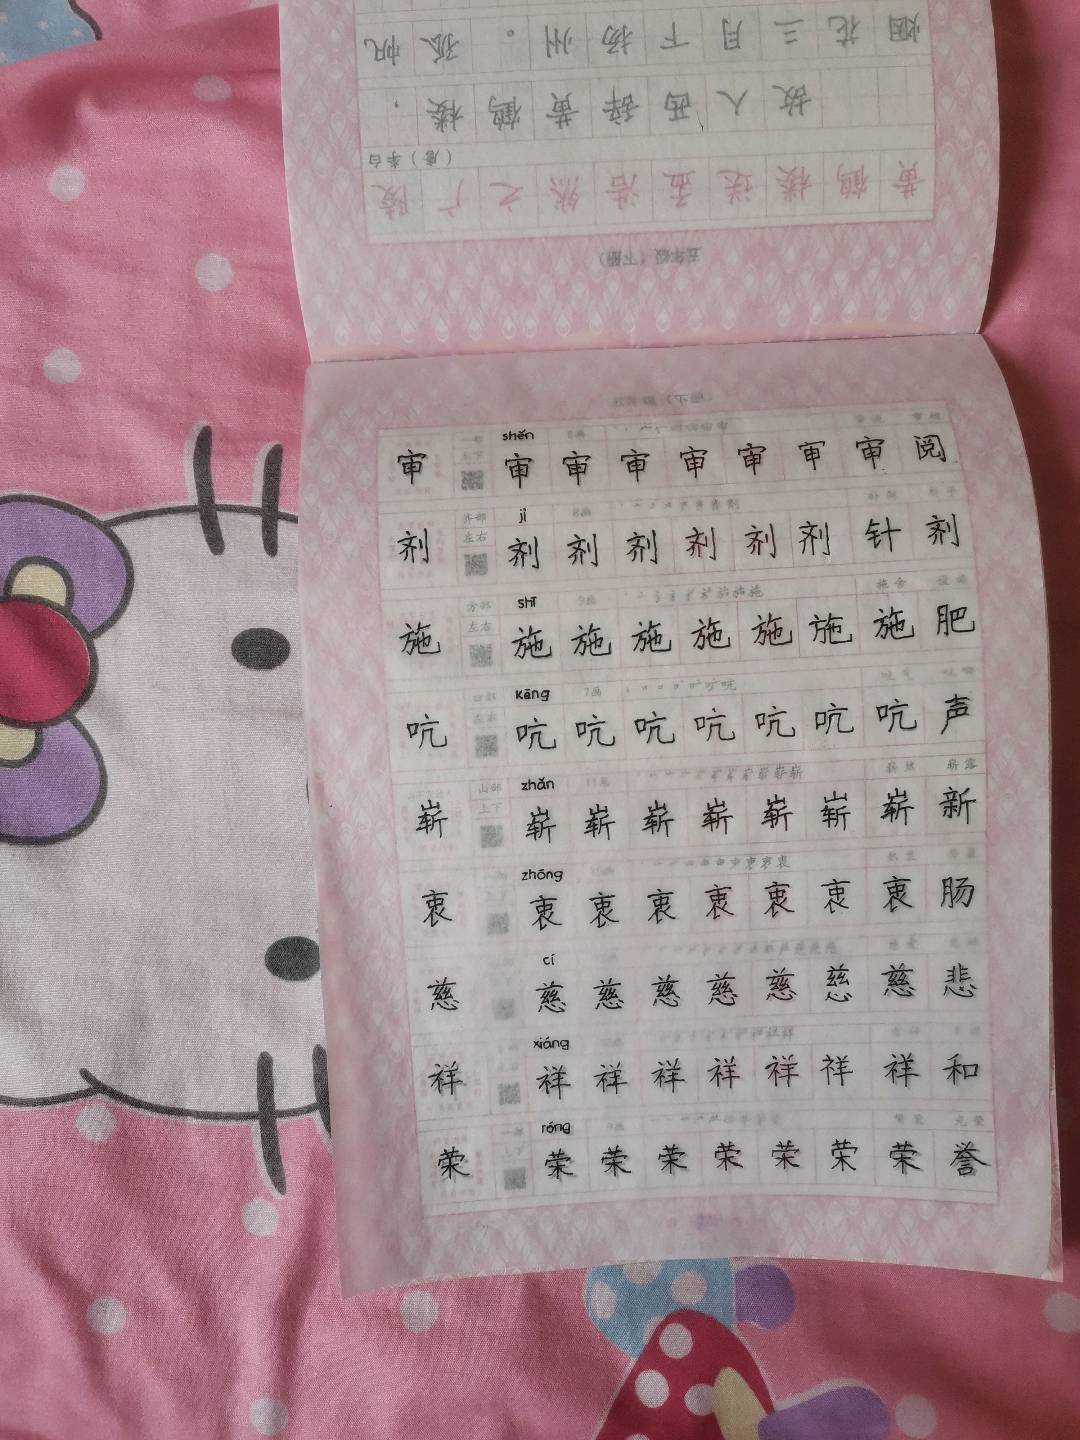 五年级（下册）
黄鹤楼送孟浩然之广陵
（唐）李白
故人西辞黄鹤楼，
烟花三月下扬州。孤帆
shěn
审 审 审 审 审 审 审 审 阅
jì
剂 剂 剂 剂 剂 剂 剂 针 剂
shī
施 施 施 施 施 施 施 施 肥
kāng
吭 吭 吭 吭 吭 吭 吭 吭 声
zhǎn
崭 崭 崭 崭 崭 崭 崭 崭 新
zhōng
衷 衷 衷 衷 衷 衷 衷 衷 肠
cí
慈 慈 慈 慈 慈 慈 慈 慈 悲
xiáng
祥 祥 祥 祥 祥 祥 祥 祥 和
róng
荣 荣 荣 荣 荣 荣 荣 荣 誉